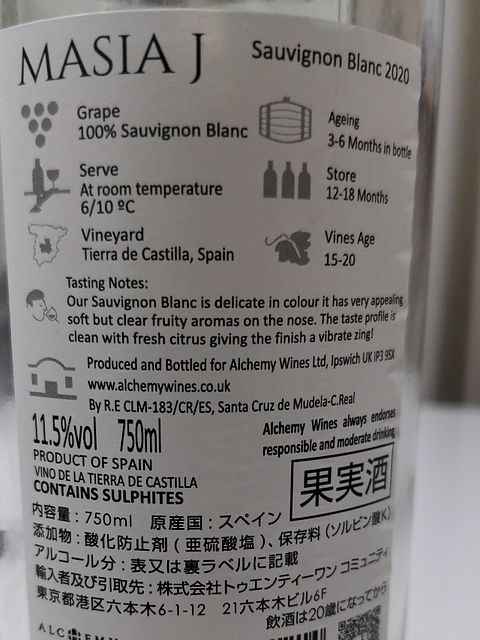 MASIA J
Sauvignon Blanc 2020
Grape
100% Sauvignon Blanc
Ageing
3-6 Months in bottle
Serve
At room temperature
6/10 ºC
Store
12-18 Months
Vineyard
Tierra de Castilla, Spain
Vines Age
15-20
Tasting Notes:
Our Sauvignon Blanc is delicate in colour it has very appealing
soft but clear fruity aromas on the nose. The taste profile is
clean with fresh citrus giving the finish a vibrate zing!
Produced and Bottled for Alchemy Wines Ltd, Ipswich UK IP3 9SX
www.alchemywines.co.uk
By R.E CLM-183/CR/ES, Santa Cruz de Mudela-C.Real
11.5%vol 750ml
Alchemy Wines always endorses
responsible and moderate drinking
PRODUCT OF SPAIN
VINO DE LA TIERRA DE CASTILLA
CONTAINS SULPHITES
果実酒
内容量：750ml 原産国：スペイン
添加物：酸化防止剤（亜硫酸塩）、保存料（ソルビン酸K）
アルコール分：表又は裏ラベルに記載
輸入者及び引取先：株式会社トゥエンティーワン コミュニティ
東京都港区六本木6-1-12 21六本木ビル6F
飲酒は20歳になってから